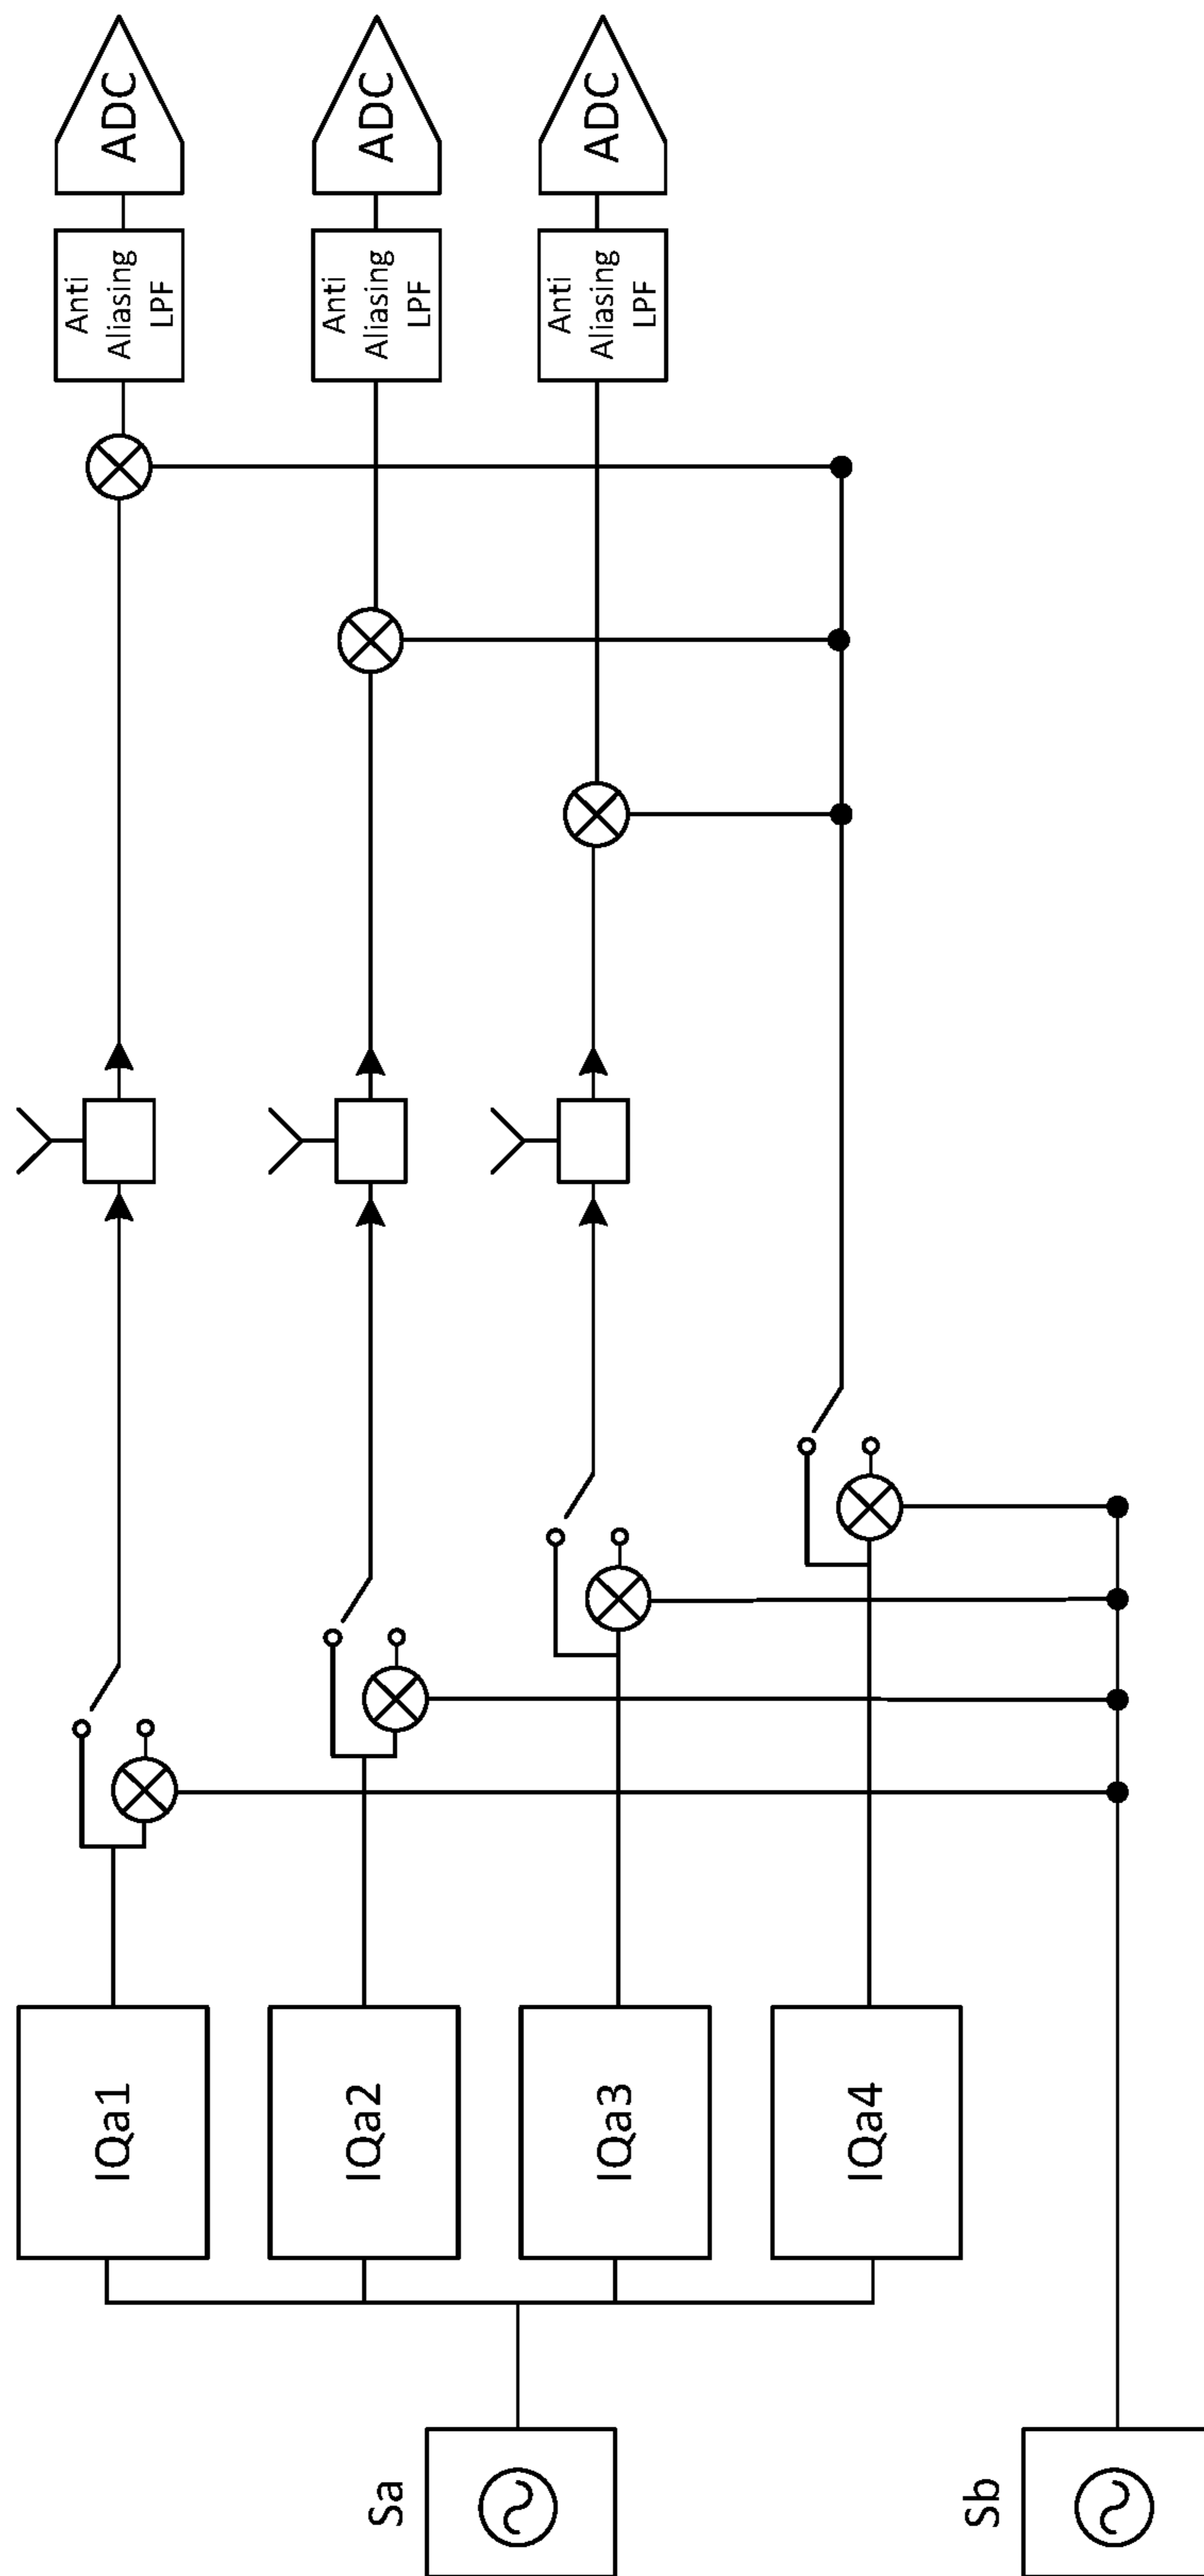 ADC
ADC
ADC
Anti
Aliasing
LPF
Anti
Aliasing
LPF
Anti
Aliasing
LPF
IQa1
IQa2
IQa3
IQa4
Sa
Sb